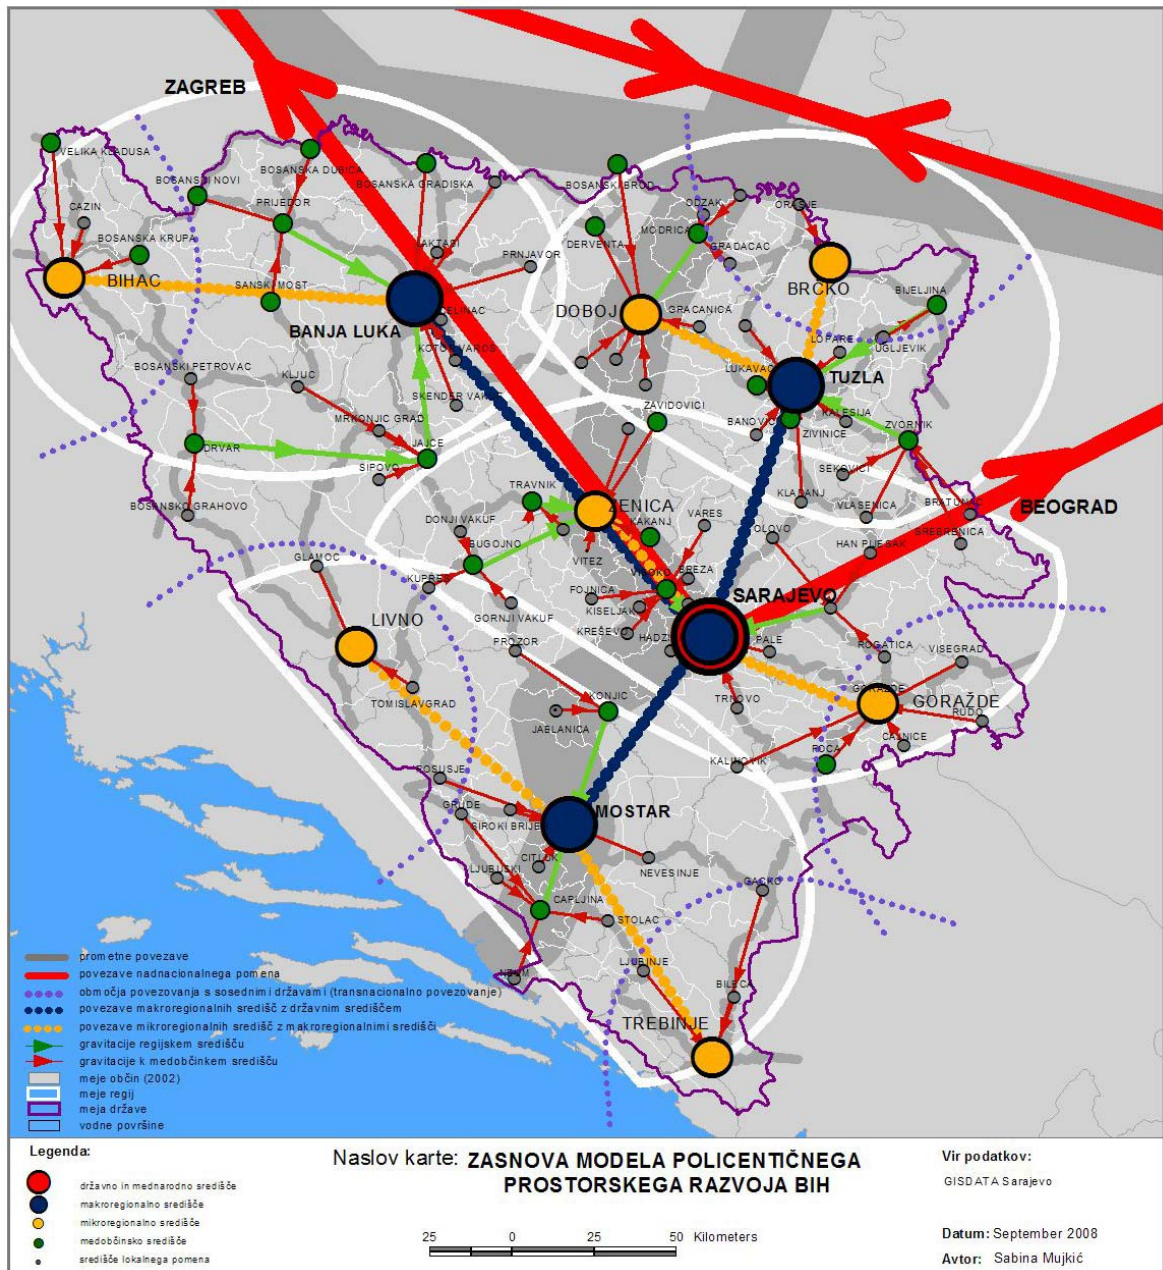 ZAGREB
VELIKA KLADUSA
BOSANSKA DUBICA
BOSANSKI NOVI
BOSANSKA GRADISKA
BOSANSKI BROD
ODZAK
ORASJE
CAZIN
PRIJEDOR
MODRICA
DERVENTA
BOSANSKA KRUPA
LAKTASI
GRADACAC
PRNJAVOR
BIHAC
SANSKI MOST
BRCKO
BIJELJINA
DOBOJ
GRACANICA
BANJA LUKA
CELINAC
LOPARE
UGLJEVIK
KOTOR VAROS
BOSANSKI PETROVAC
KLJUC
LUKAVAC
TUZLA
SKENDER VAKUF
ZAVIDOVICI
MRKONJIC GRAD
BANOVICI
KALESIJA
ZIVINICE
ZVORNIK
DRVAR
JAJCE
SIPOVO
SEKOVICI
TRAVNIK
KLADANJ
BRATUNAC
BEOGRAD
BOSANSKO GRAHOVO
ZENICA
VLASENICA
DONJI VAKUF
KAKANJ
VARES
OLOVO
SREBRENICA
BUGOJNO
HAN PIJESAK
GLAMOC
VITEZ
KUPRES
VISOKO
BREZA
FOJNICA
SARAJEVO
KISELJAK
LIVNO
GORNJI VAKUF
KREŠEVO
PROZOR
PALE
ROGATICA
VISEGRAD
GORAŽDE
GORAŽDE
TOMISLAVGRAD
KONJIC
TRNOVO
RUDO
JABLANICA
CAJNICE
FOCA
KALINOVIK
POSUSJE
GRUDE
MOSTAR
CITLUK
LJUBUSKI
NEVESINJE
GACKO
CAPLJINA
STOLAC
NEUM
LJUBINJE
BILECA
TREBINJE
prometne povezave
povezave nadnacionalnega pomena
območja povezovanja s sosednimi državami (transnacionalno povezovanje)
povezave makroregionalnih središč z državnim središčem
povezave mikroregionalnih središč z makroregionalnimi središči
gravitacije regijskem središču
gravitacije k medobčinkem središču
meje občin (2002)
meje regij
meja države
vodne površine
Legenda:
državno in mednarodno središče
makroregionalno središče
mikroregionalno središče
medobčinsko središče
središče lokalnega pomena
Naslov karte: ZASNOVA MODELA POLICENTIČNEGA
PROSTORSKEGA RAZVOJA BIH
25 0 25 50 Kilometers
Vir podatkov:
GISDATA Sarajevo
Datum: September 2008
Avtor: Sabina Mujkić